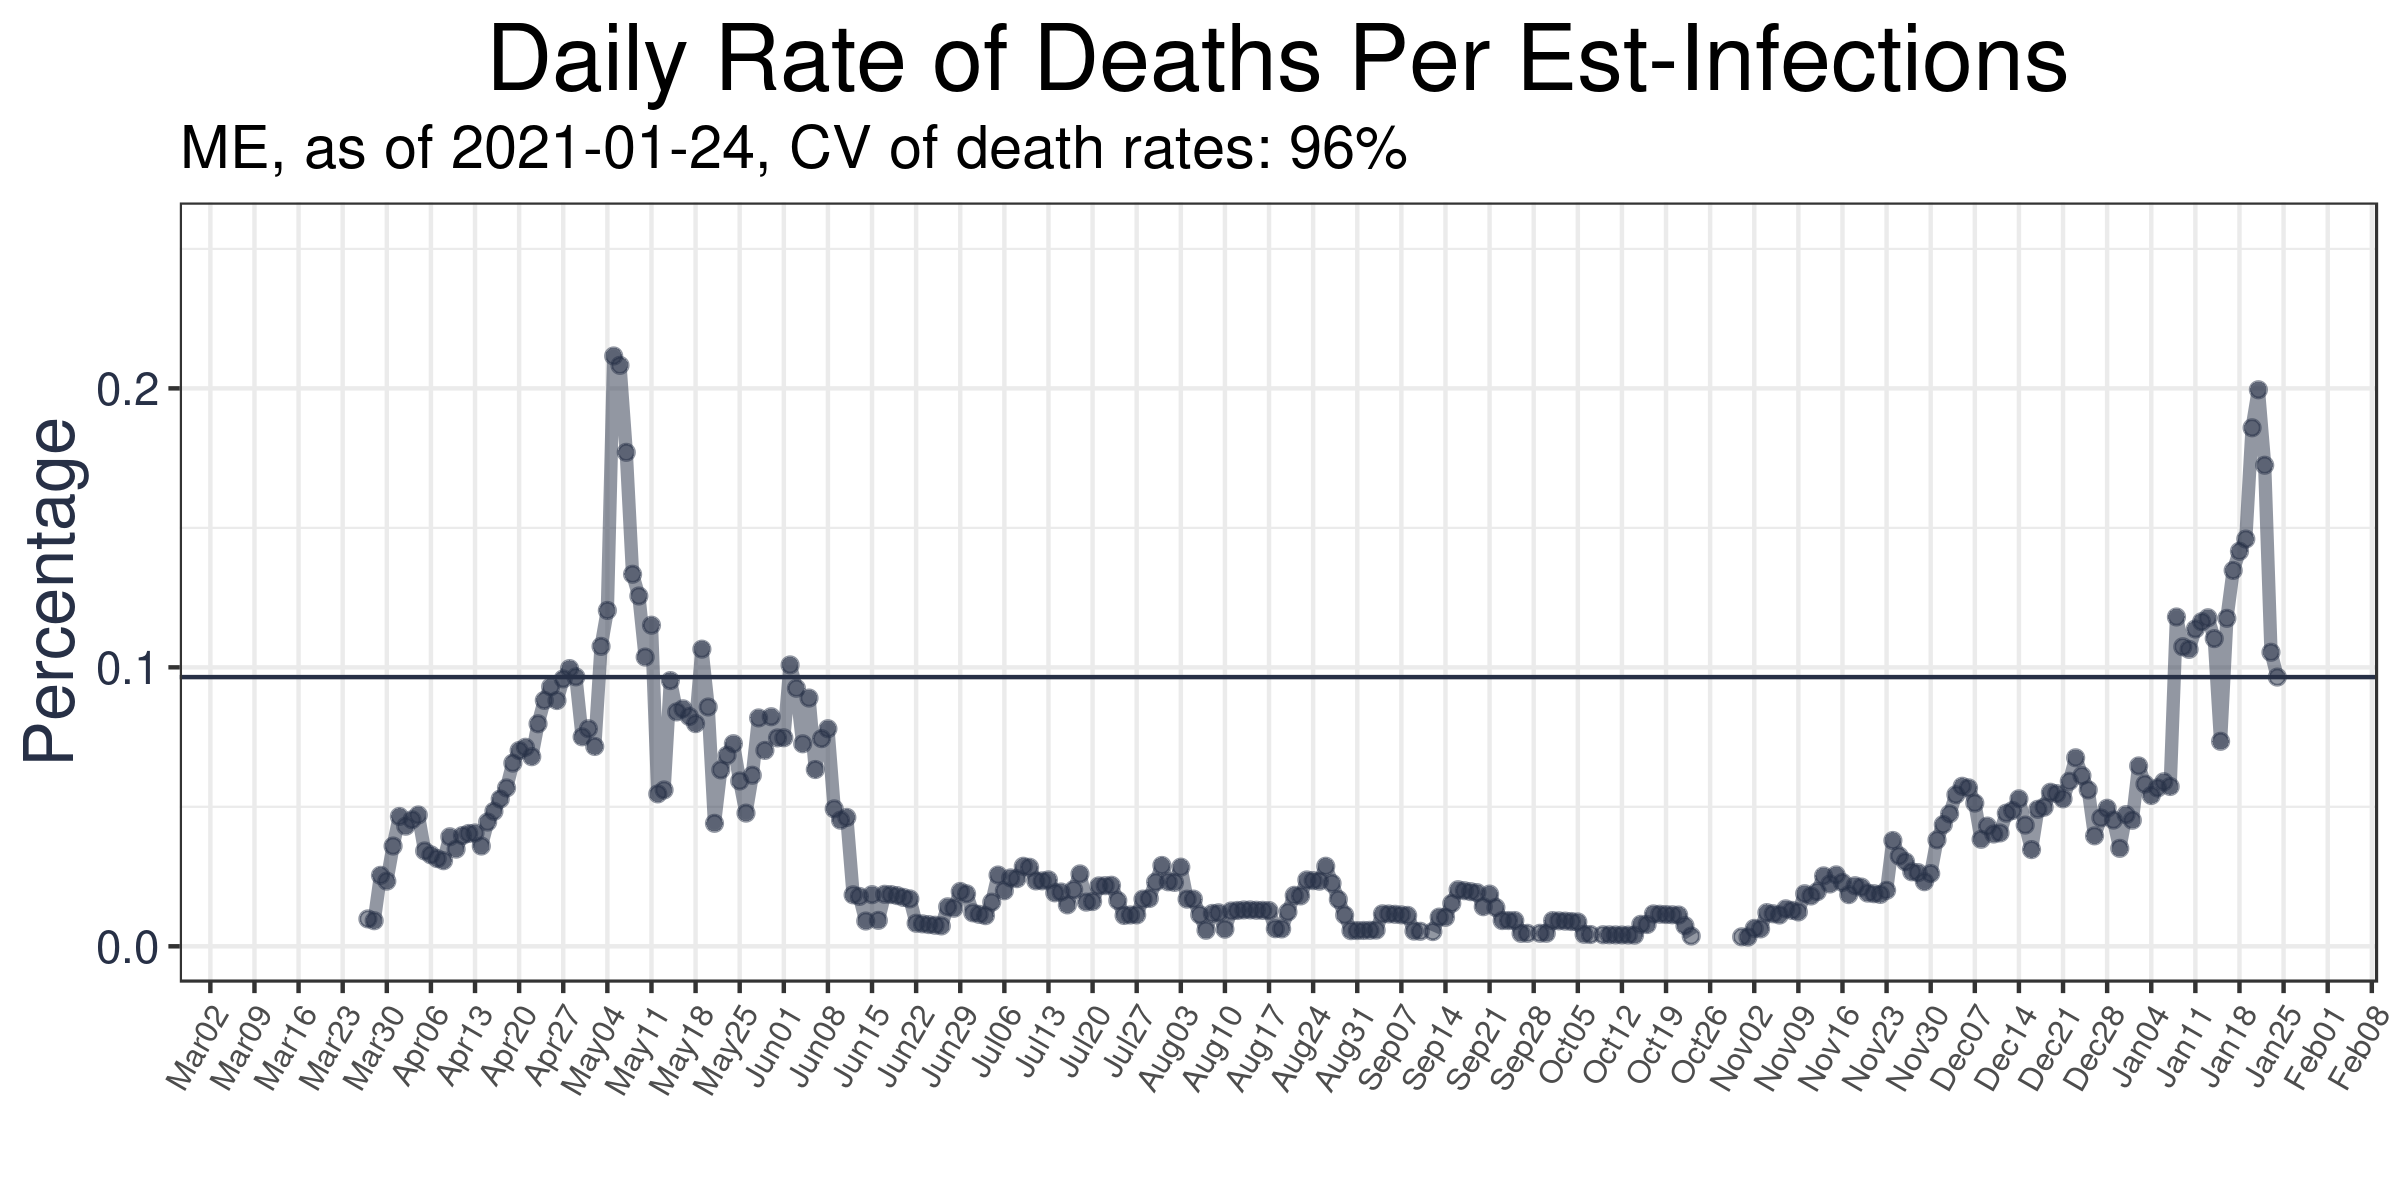 Daily Rate of Deaths Per Est-Infections
ME, as of 2021-01-24, CV of death rates: 96%
Percentage
0.2
0.1
0.0
Mar02 Mar09 Mar16 Mar23 Mar30 Apr06 Apr13 Apr20 Apr27 May04 May11 May18 May25 Jun01 Jun08 Jun15 Jun22 Jun29 Jul06 Jul13 Jul20 Jul27 Aug03 Aug10 Aug17 Aug24 Aug31 Sep07 Sep14 Sep21 Sep28 Oct05 Oct12 Oct19 Oct26 Nov02 Nov09 Nov16 Nov23 Nov30 Dec07 Dec14 Dec21 Dec28 Jan04 Jan11 Jan18 Jan25 Feb01 Feb08